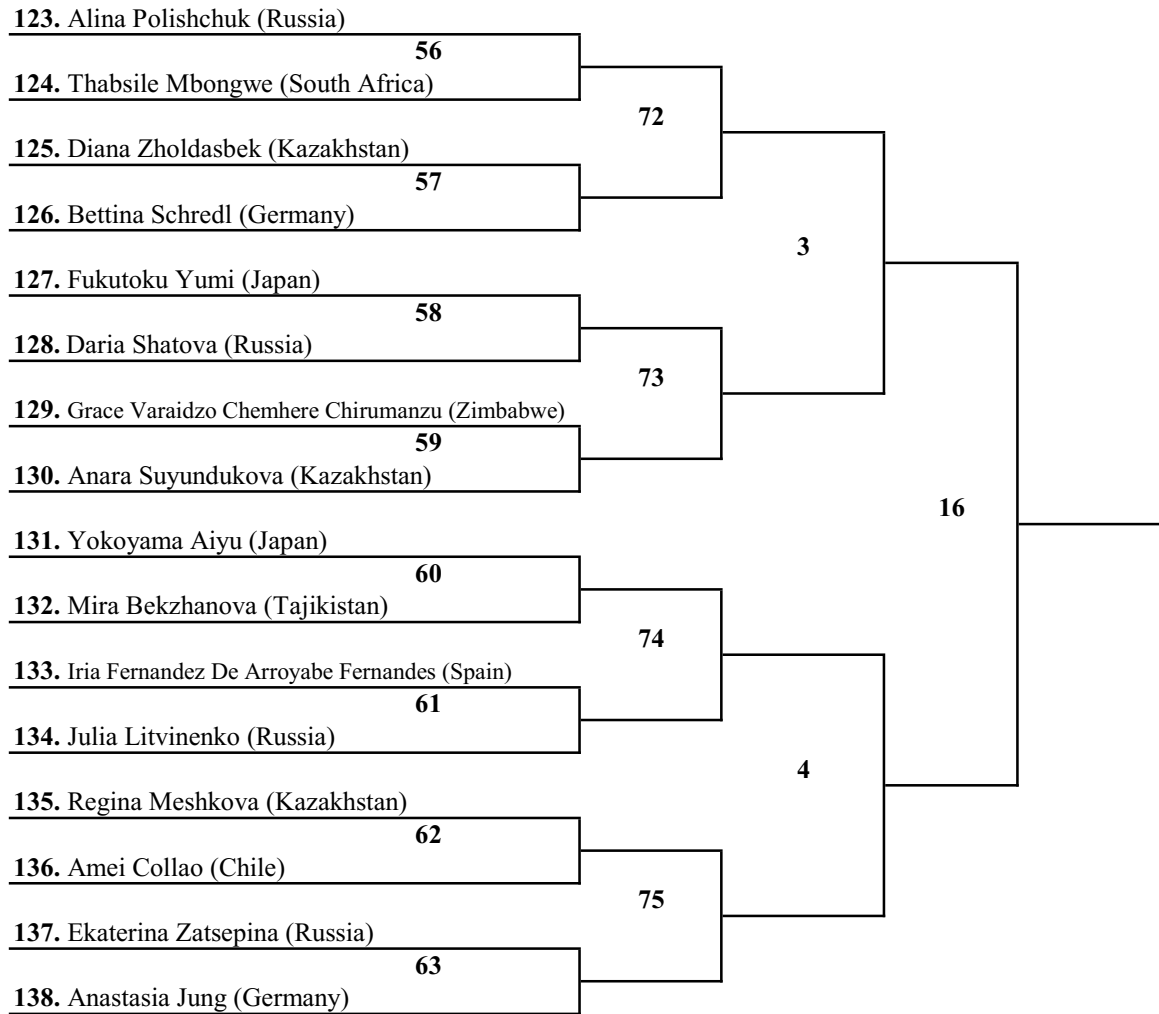 123. Alina Polishchuk (Russia)
56
124. Thabsile Mbongwe (South Africa)
72
125. Diana Zholdasbek (Kazakhstan)
57
126. Bettina Schredl (Germany)
3
127. Fukutoku Yumi (Japan)
58
128. Daria Shatova (Russia)
73
129. Grace Varaidzo Chemhere Chirumanzu (Zimbabwe)
59
130. Anara Suyundukova (Kazakhstan)
16
131. Yokoyama Aiyu (Japan)
60
132. Mira Bekzhanova (Tajikistan)
74
133. Iria Fernandez De Arroyabe Fernandes (Spain)
61
134. Julia Litvinenko (Russia)
4
135. Regina Meshkova (Kazakhstan)
62
136. Amei Collao (Chile)
75
137. Ekaterina Zatsepina (Russia)
63
138. Anastasia Jung (Germany)